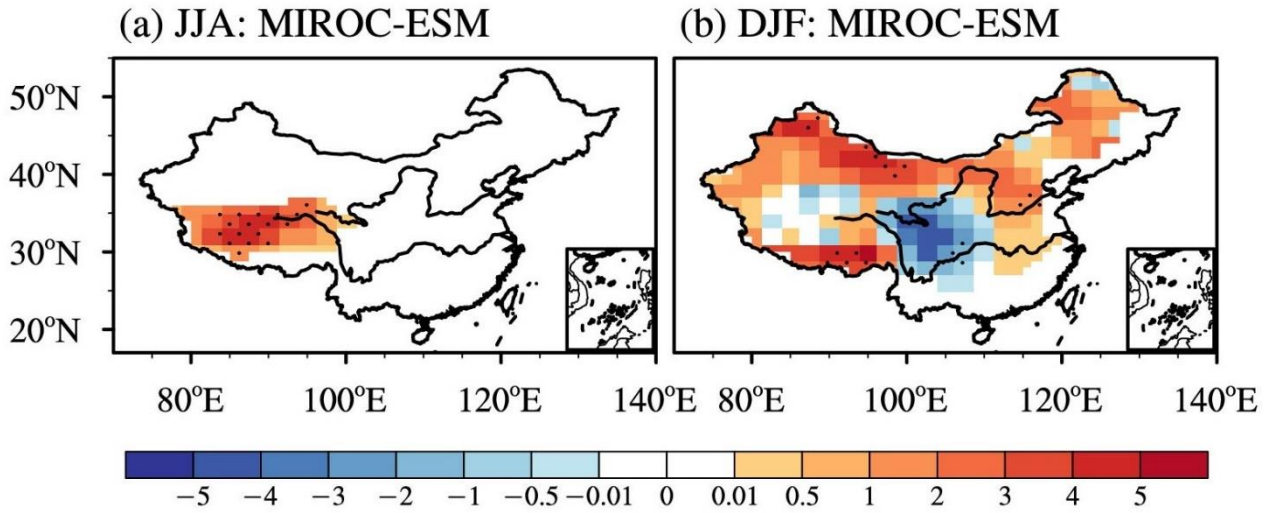 (a) JJA: MIROC-ESM
(b) DJF: MIROC-ESM
50°N
40°N
30°N
20°N
80°E 100°E 120°E 140°E 80°E 100°E 120°E 140°E
−5 −4 −3 −2 −1 −0.5 −0.01 0 0.01 0.5 1 2 3 4 5